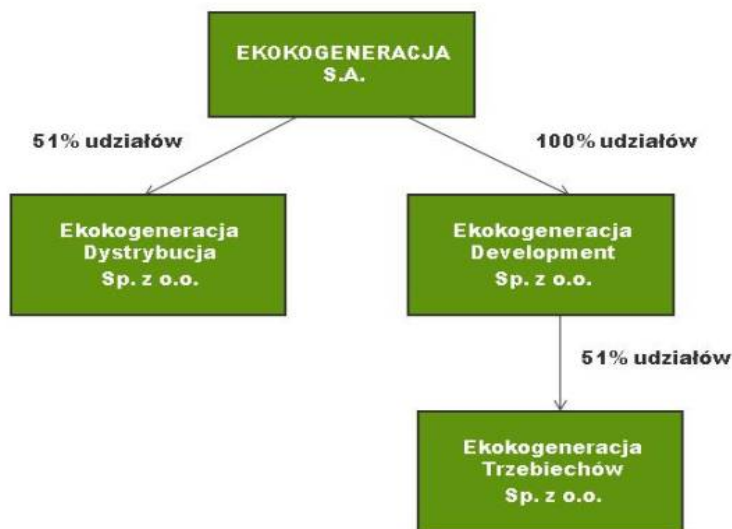 EKOKOGENERACJA
S.A.
51% udziałów
100% udziałów
Ekokogeneracja
Dystrybucja
Sp. z o.o.
Ekokogeneracja
Development
Sp. z o.o.
51% udziałów
Ekokogeneracja
Trzebiechów
Sp. z o.o.